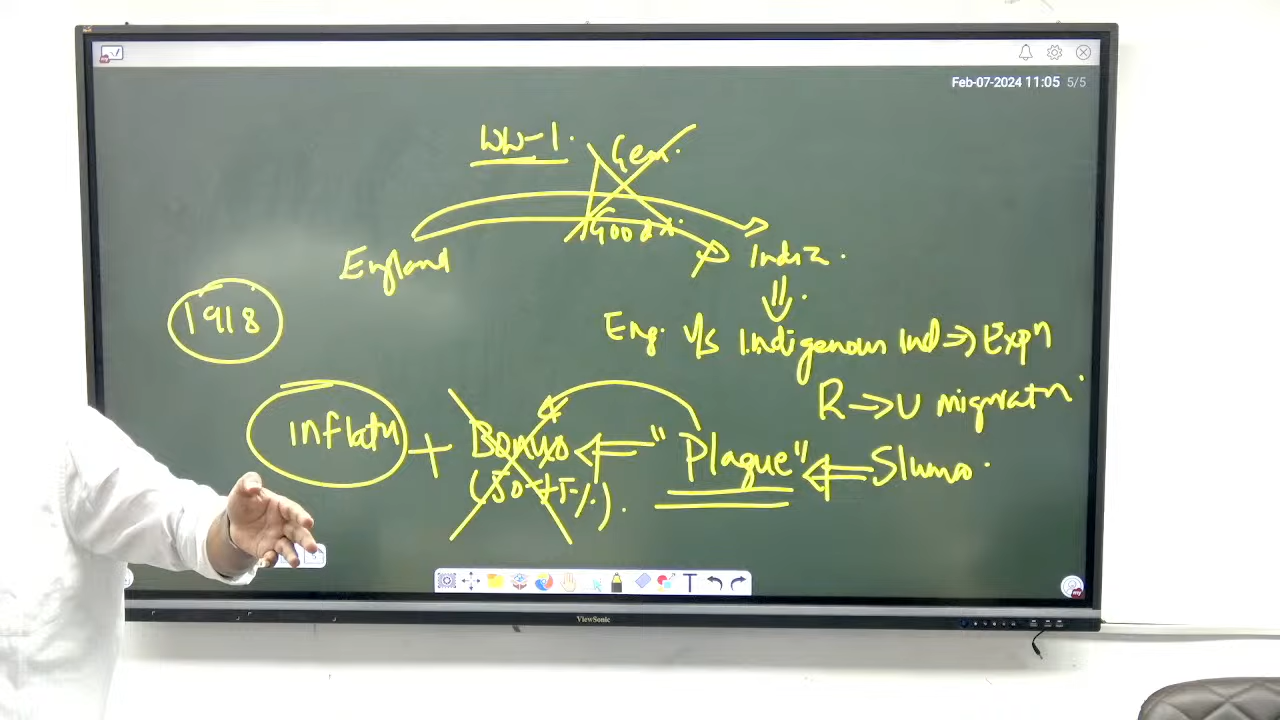 Feb-07-2024 11:05 5/5
WW-1.
Ger.
Goods.
England
India.
1918
Eng. V/s Indigenous Ind ⇒ Expn
R → U migratn
inflatn + Bonus ⇐ "Plague" ⇐ Slums.
(50-75%).
T
ViewSonic